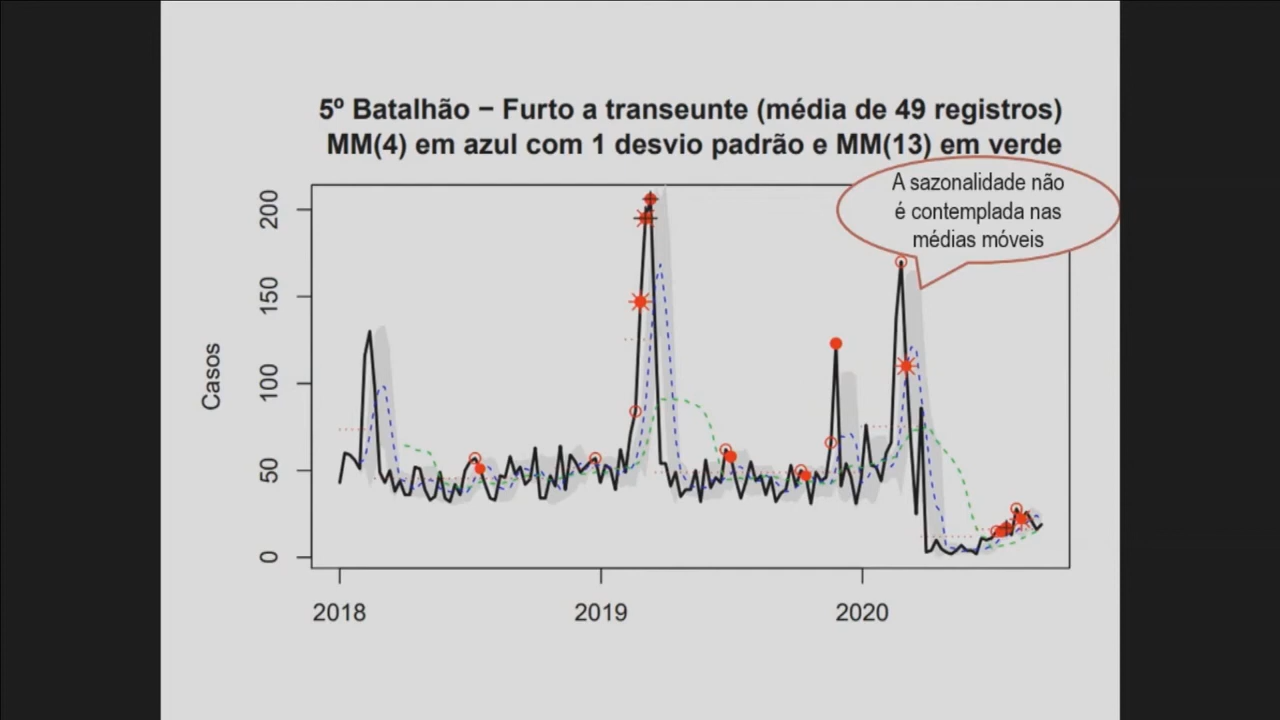 5º Batalhão − Furto a transeunte (média de 49 registros)
MM(4) em azul com 1 desvio padrão e MM(13) em verde
A sazonalidade não
é contemplada nas
médias móveis
Casos
200
150
100
50
0
2018
2019
2020